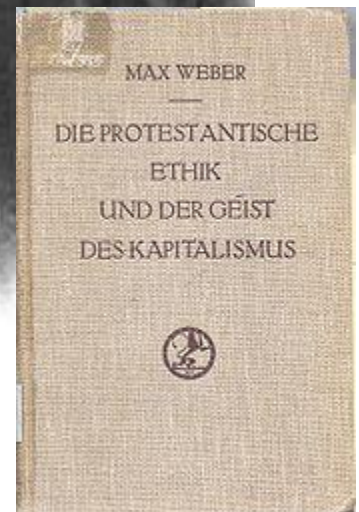 MAX WEBER
DIE PROTESTANTISCHE
ETHIK
UND DER GEIST
DES KAPITALISMUS